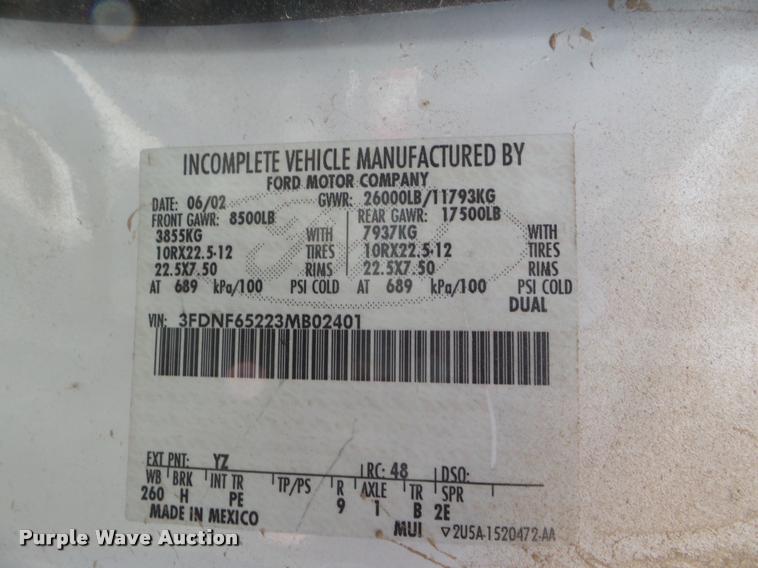 INCOMPLETE VEHICLE MANUFACTURED BY
FORD MOTOR COMPANY
DATE: 06/02 GVWR: 26000LB/11793KG
FRONT GAWR: 8500LB REAR GAWR: 17500LB
3855KG WITH 7937KG WITH
10RX22.5-12 TIRES 10RX22.5-12 TIRES
22.5X7.50 RIMS 22.5X7.50 RIMS
AT 689 kPa/100 PSI COLD AT 689 kPa/100 PSI COLD
DUAL
VIN: 3FDNF65223MB02401
EXT PNT: YZ RC: 48 DSO:
WB BRK INT TR TP/PS R AXLE TR SPR
260 H PE 9 1 B 2E
MADE IN MEXICO MUI ▽2U5A-1520472-AA
Purple Wave Auction
Purple Wave Auction